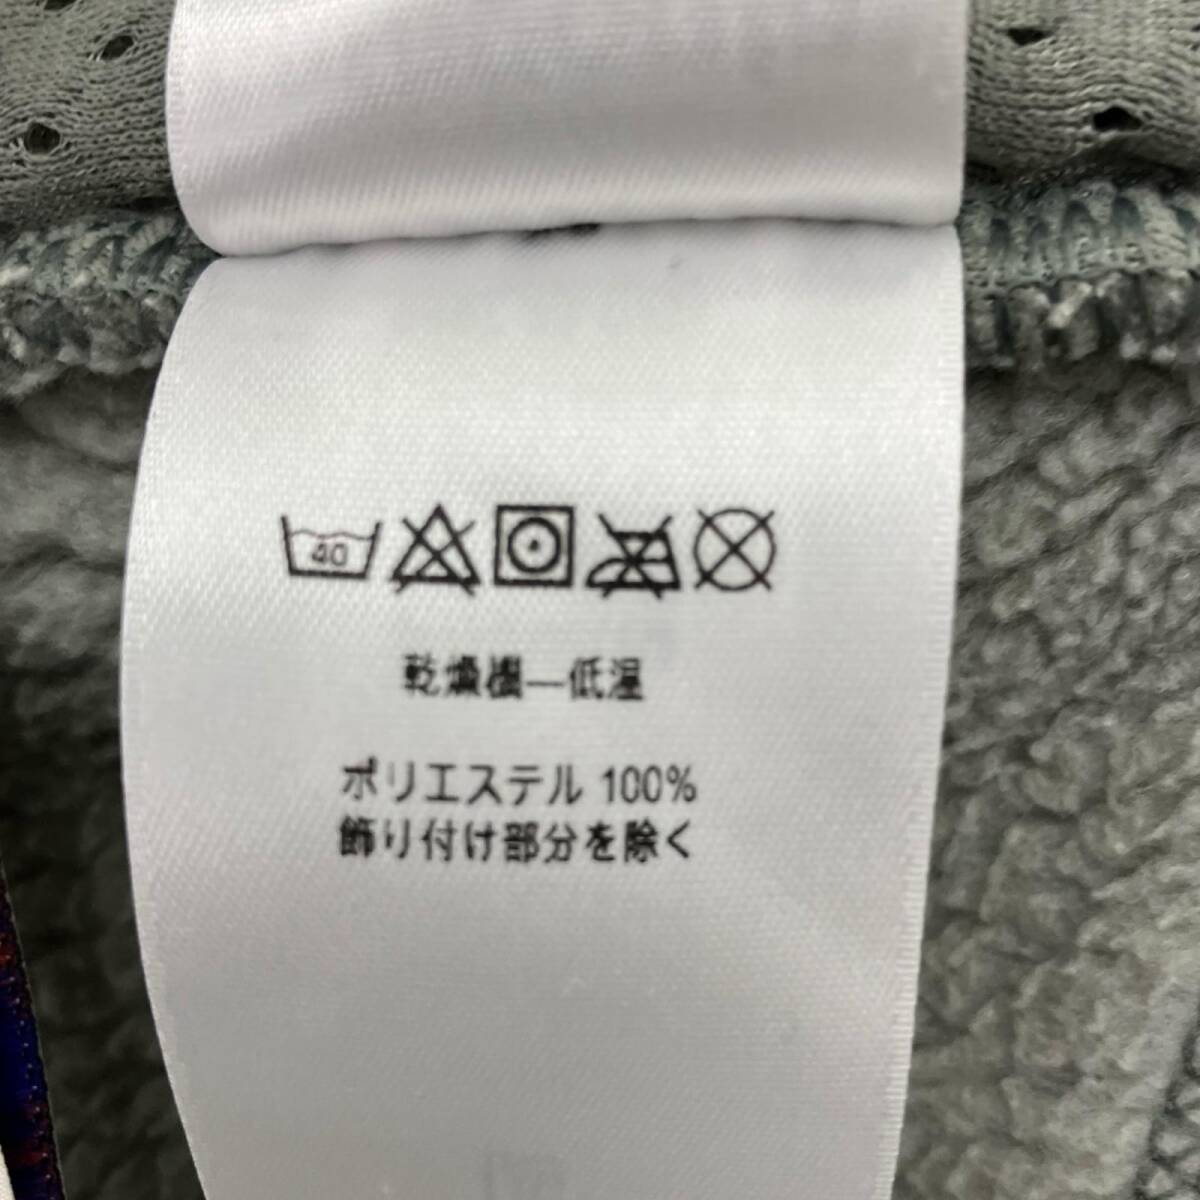 40
乾燥機—低温
ポリエステル 100%
飾り付け部分を除く